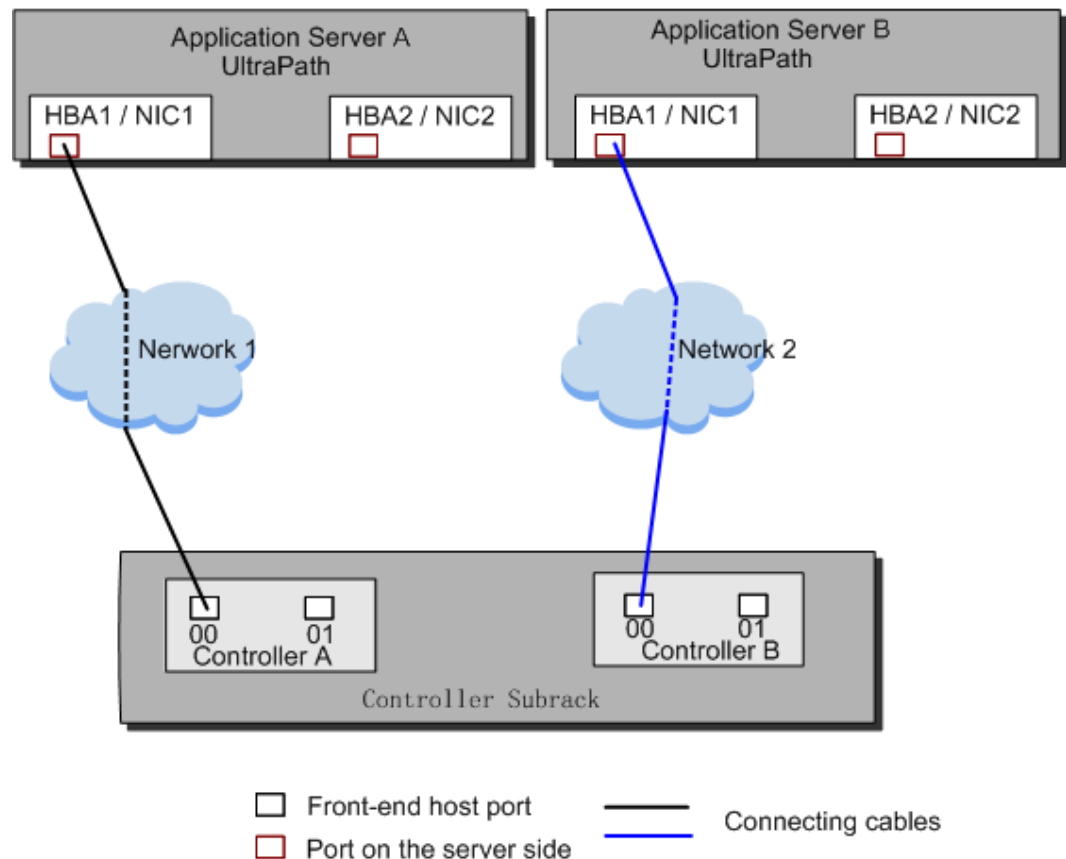 Application Server A
UltraPath
HBA1 / NIC1
HBA2 / NIC2
Application Server B
UltraPath
HBA1 / NIC1
HBA2 / NIC2
Nerwork 1
Network 2
00
01
Controller A
00
01
Controller B
Controller Subrack
Front-end host port
Port on the server side
Connecting cables